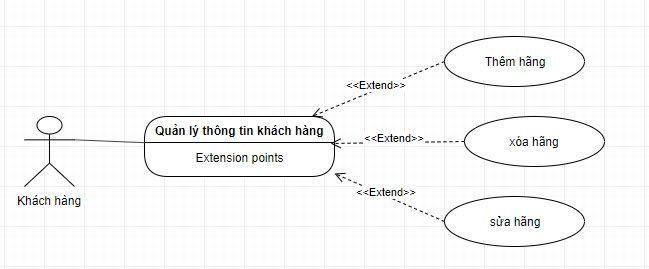 Thêm hãng
<<Extend>>
Quản lý thông tin khách hàng
<<Extend>>
xóa hãng
Extension points
<<Extend>>
Khách hàng
sửa hãng